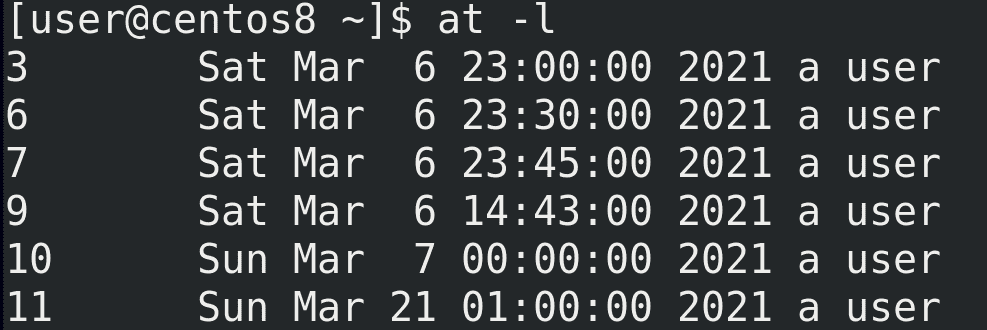 [user@centos8 ~]$ at -l
3       Sat Mar  6 23:00:00 2021 a user
6       Sat Mar  6 23:30:00 2021 a user
7       Sat Mar  6 23:45:00 2021 a user
9       Sat Mar  6 14:43:00 2021 a user
10      Sun Mar  7 00:00:00 2021 a user
11      Sun Mar 21 01:00:00 2021 a user